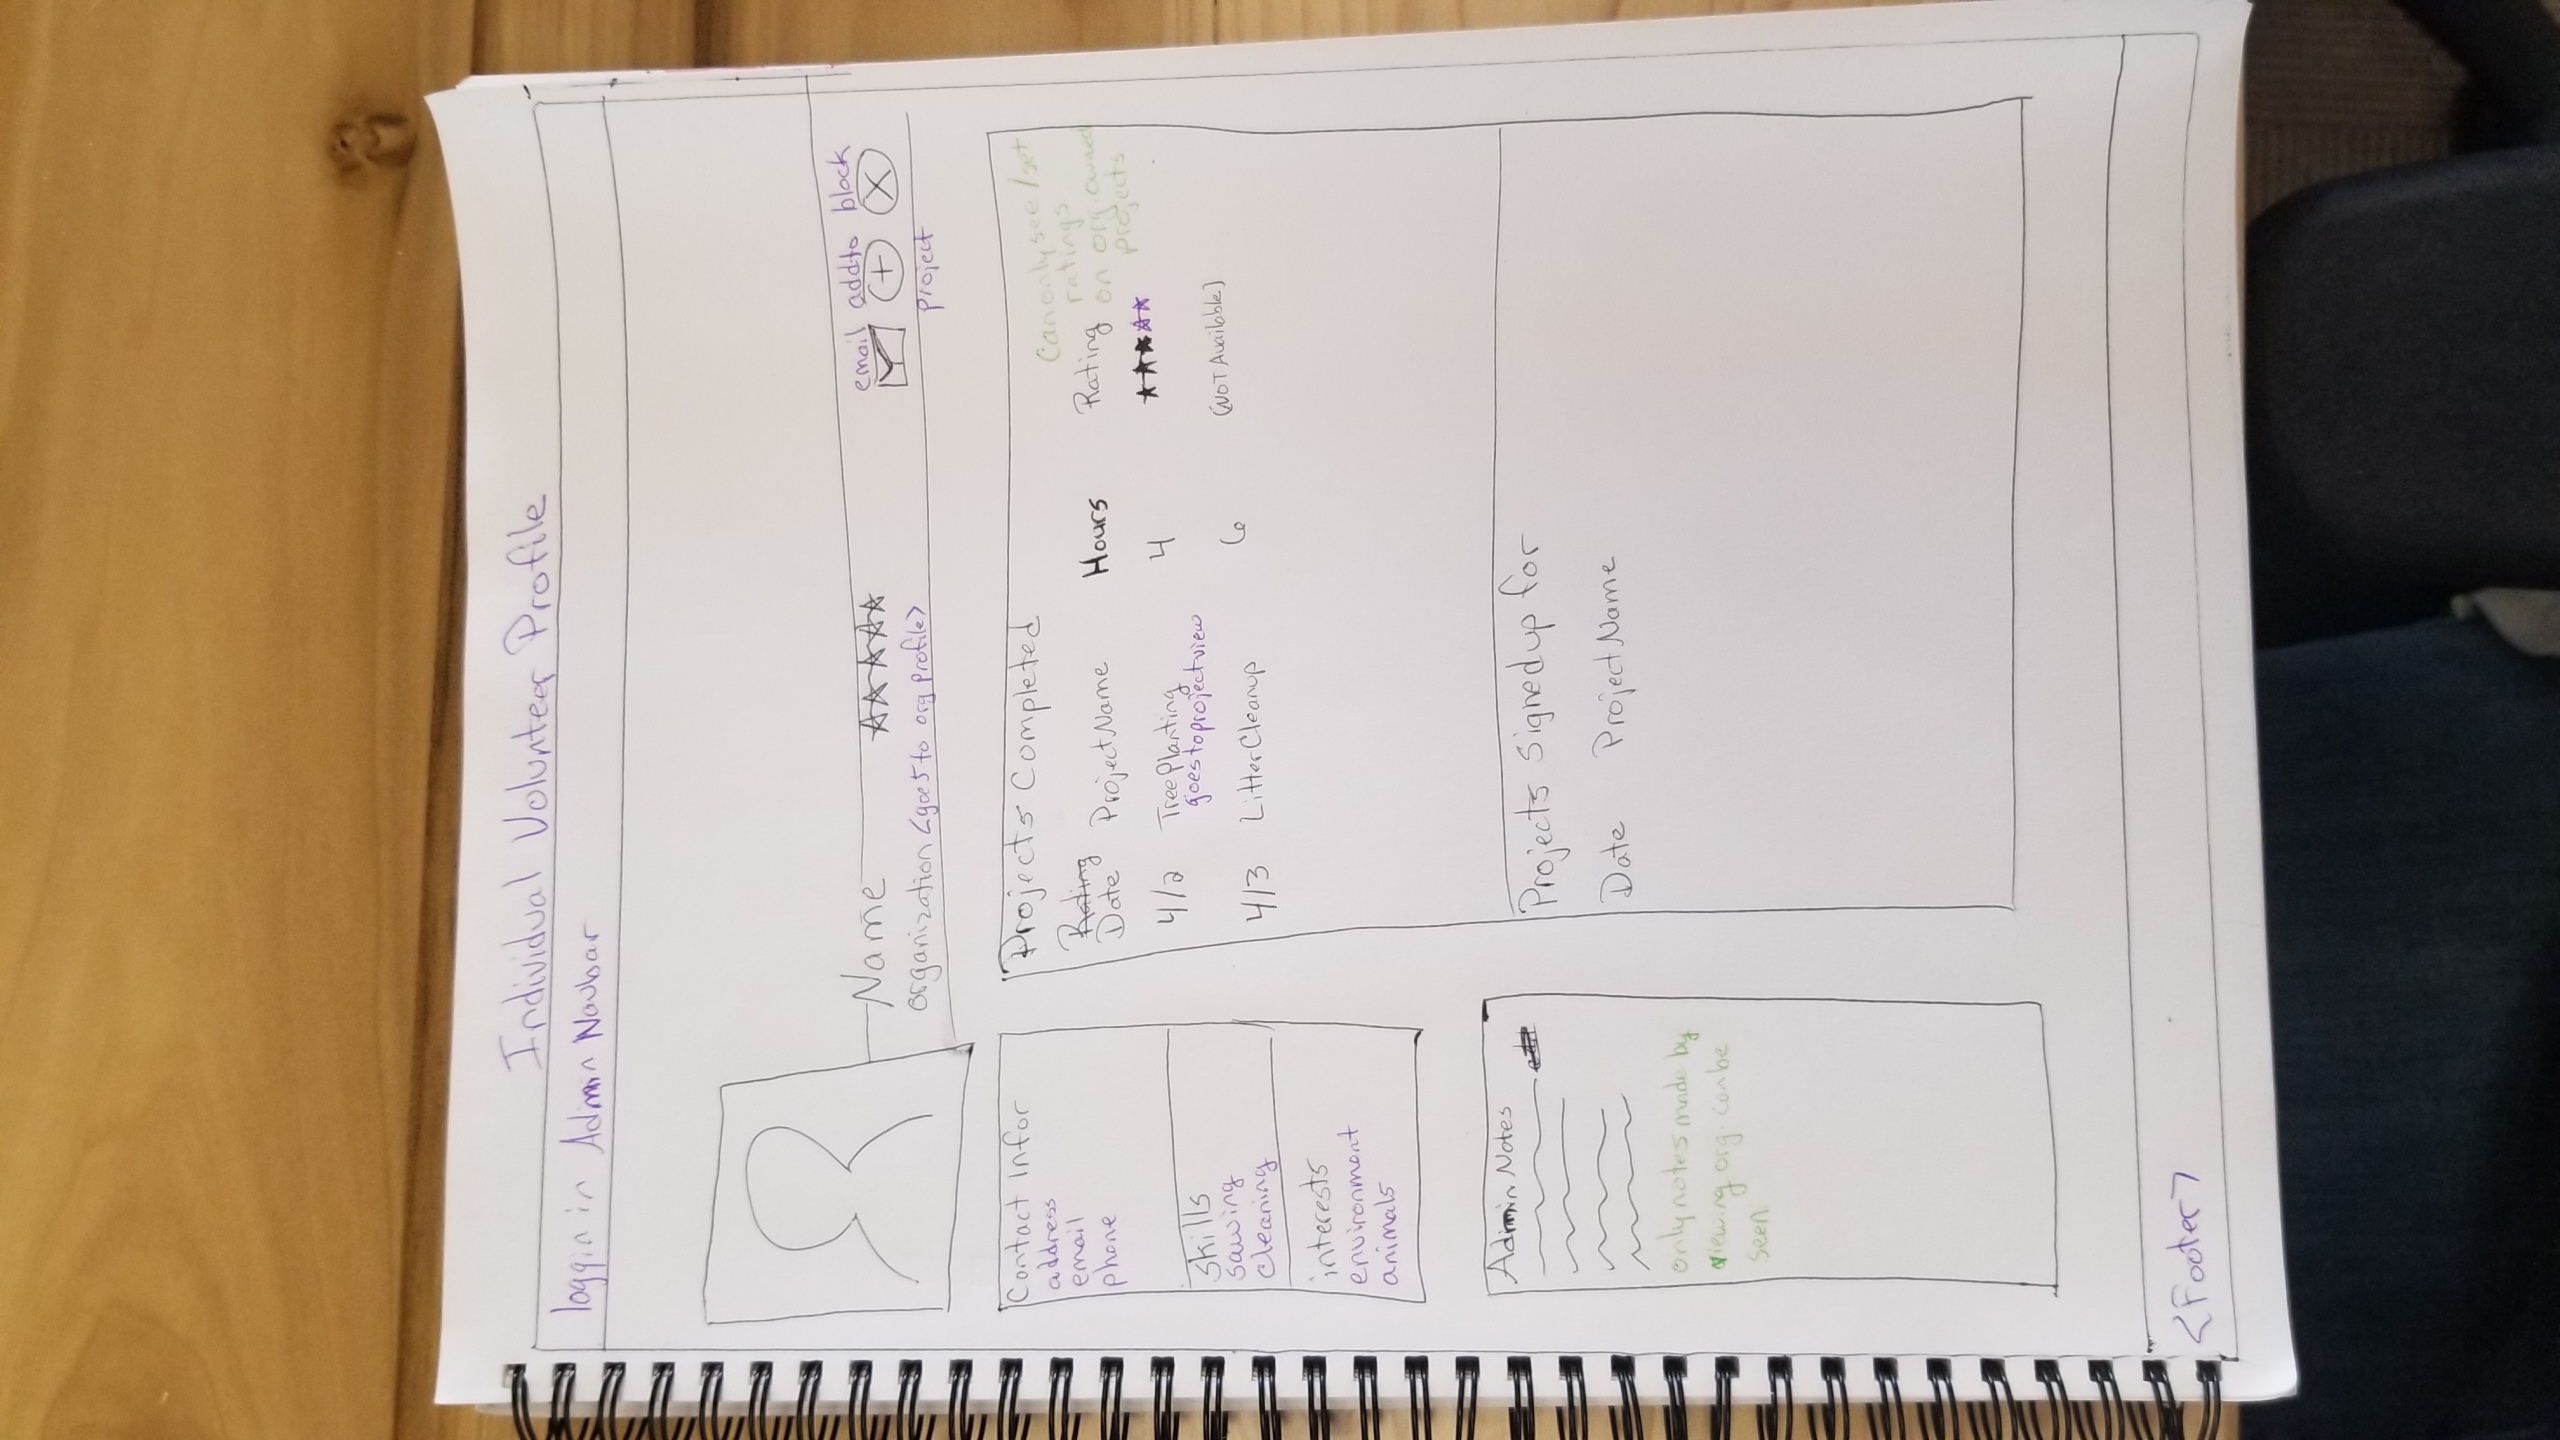 Individual Volunteer Profile
loggin in Admin Navbar
Name
email addto block
project
organization <goes to org profile>
Contact Infor
address
email
phone
skills
sawing
cleaning
interests
environment
animals
Projects Completed
Can only see/set
ratings
on org. owned
projects
Rating
Date Project Name Hours Rating
4/2 Tree Planting 4
goes to project view
4/3 Litter Cleanup 6 (NOT Available)
Admin Notes
edit
only notes made by
viewing org. can be
seen
Projects signed up for
Date Project Name
<Footer>